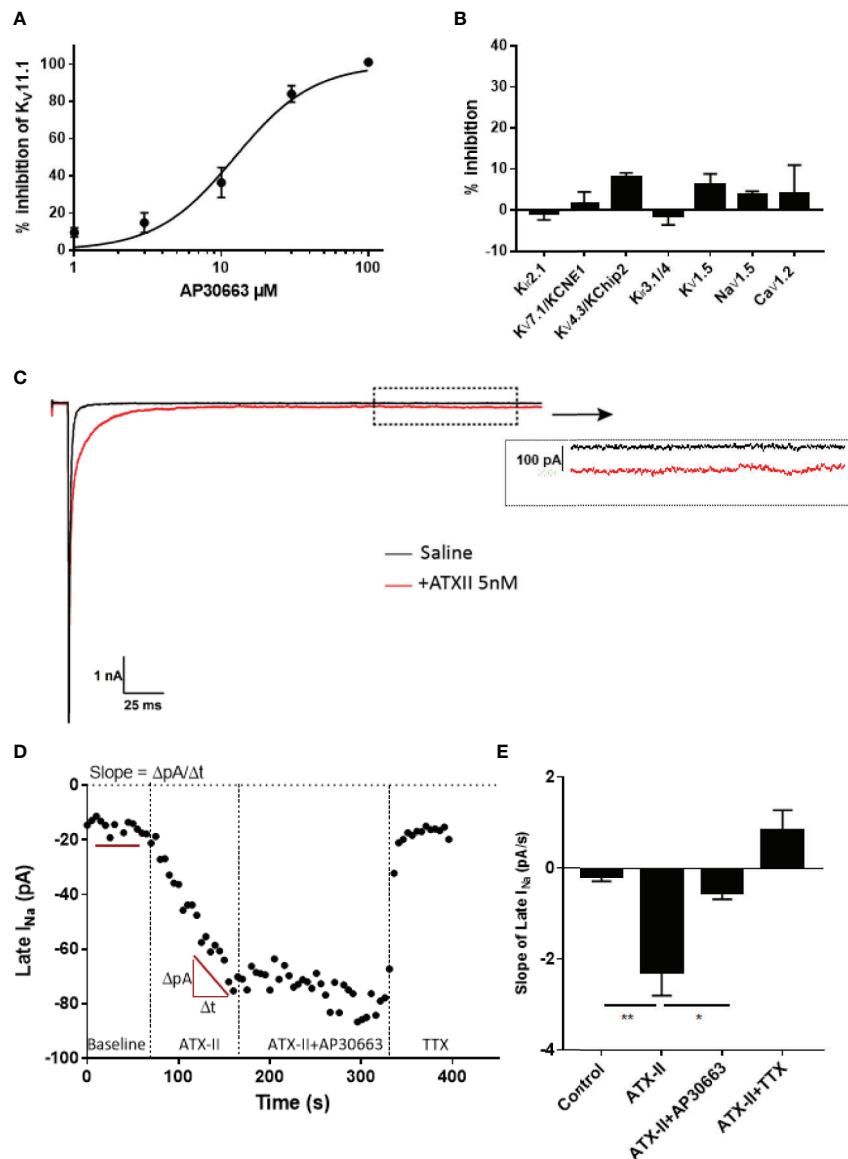 A
% inhibition of KV11.1
100
80
60
40
20
0
1
10
100
AP30663 µM
B
% inhibition
40
30
20
10
0
-10
Kir2.1
KV7.1/KCNE1
KV4.3/KChip2
Kir3.1/4
KV1.5
NaV1.5
CaV1.2
C
100 pA
Saline
+ATXII 5nM
1 nA
25 ms
D
Slope = ΔpA/Δt
Late INa (pA)
0
-20
-40
-60
-80
-100
ΔpA
Δt
Baseline
ATX-II
ATX-II+AP30663
TTX
0
100
200
300
400
Time (s)
E
Slope of Late INa (pA/s)
2
0
-2
-4
**
*
Control
ATX-II
ATX-II+AP30663
ATX-II+TTX